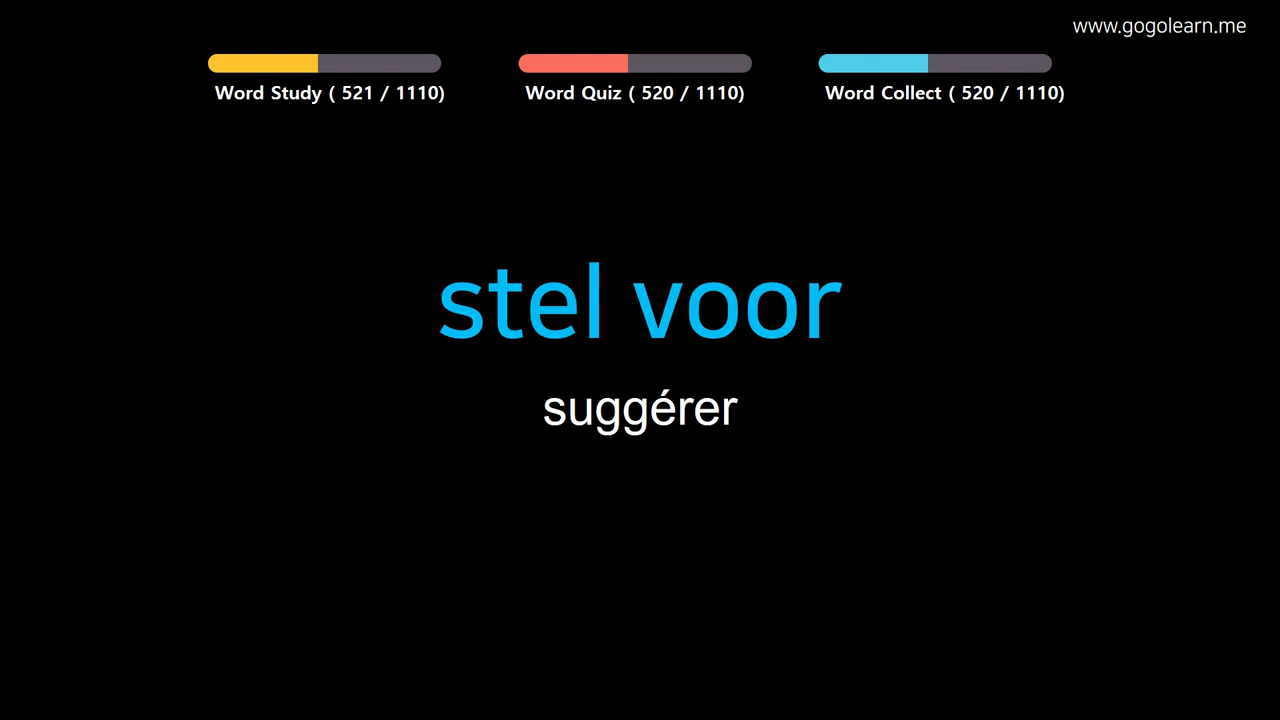 www.gogolearn.me
Word Study ( 521 / 1110)
Word Quiz ( 520 / 1110)
Word Collect ( 520 / 1110)
stel voor
suggérer